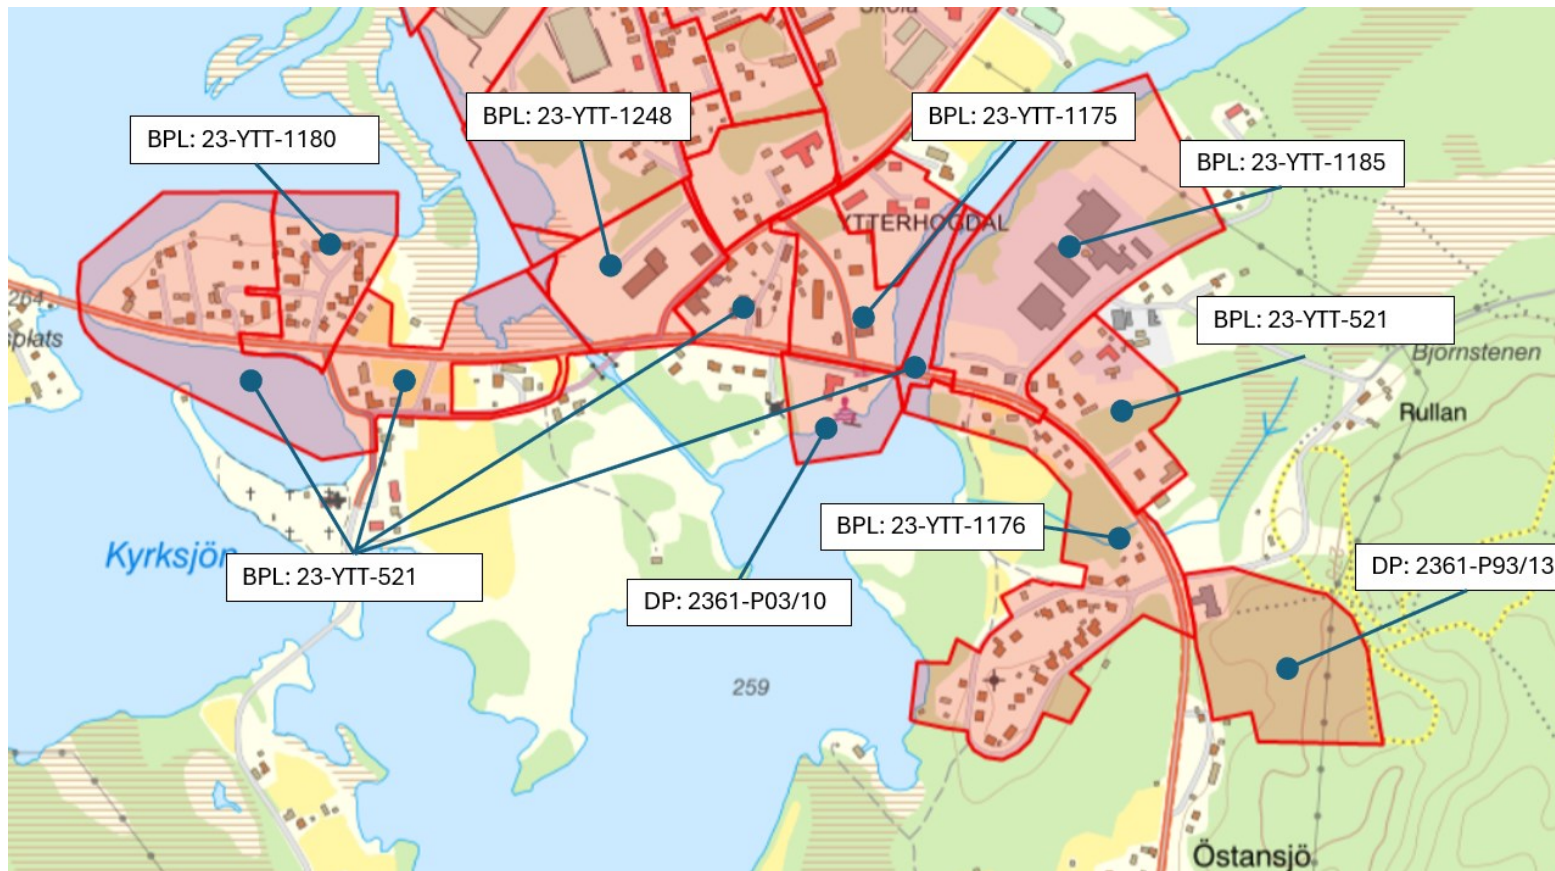 Skola
BPL: 23-YTT-1248
BPL: 23-YTT-1175
BPL: 23-YTT-1180
BPL: 23-YTT-1185
YTTERHOGDAL
264
splats
BPL: 23-YTT-521
Björnstenen
Rullan
BPL: 23-YTT-1176
Kyrksjön
BPL: 23-YTT-521
DP: 2361-P03/10
DP: 2361-P93/13
259
Östansjö